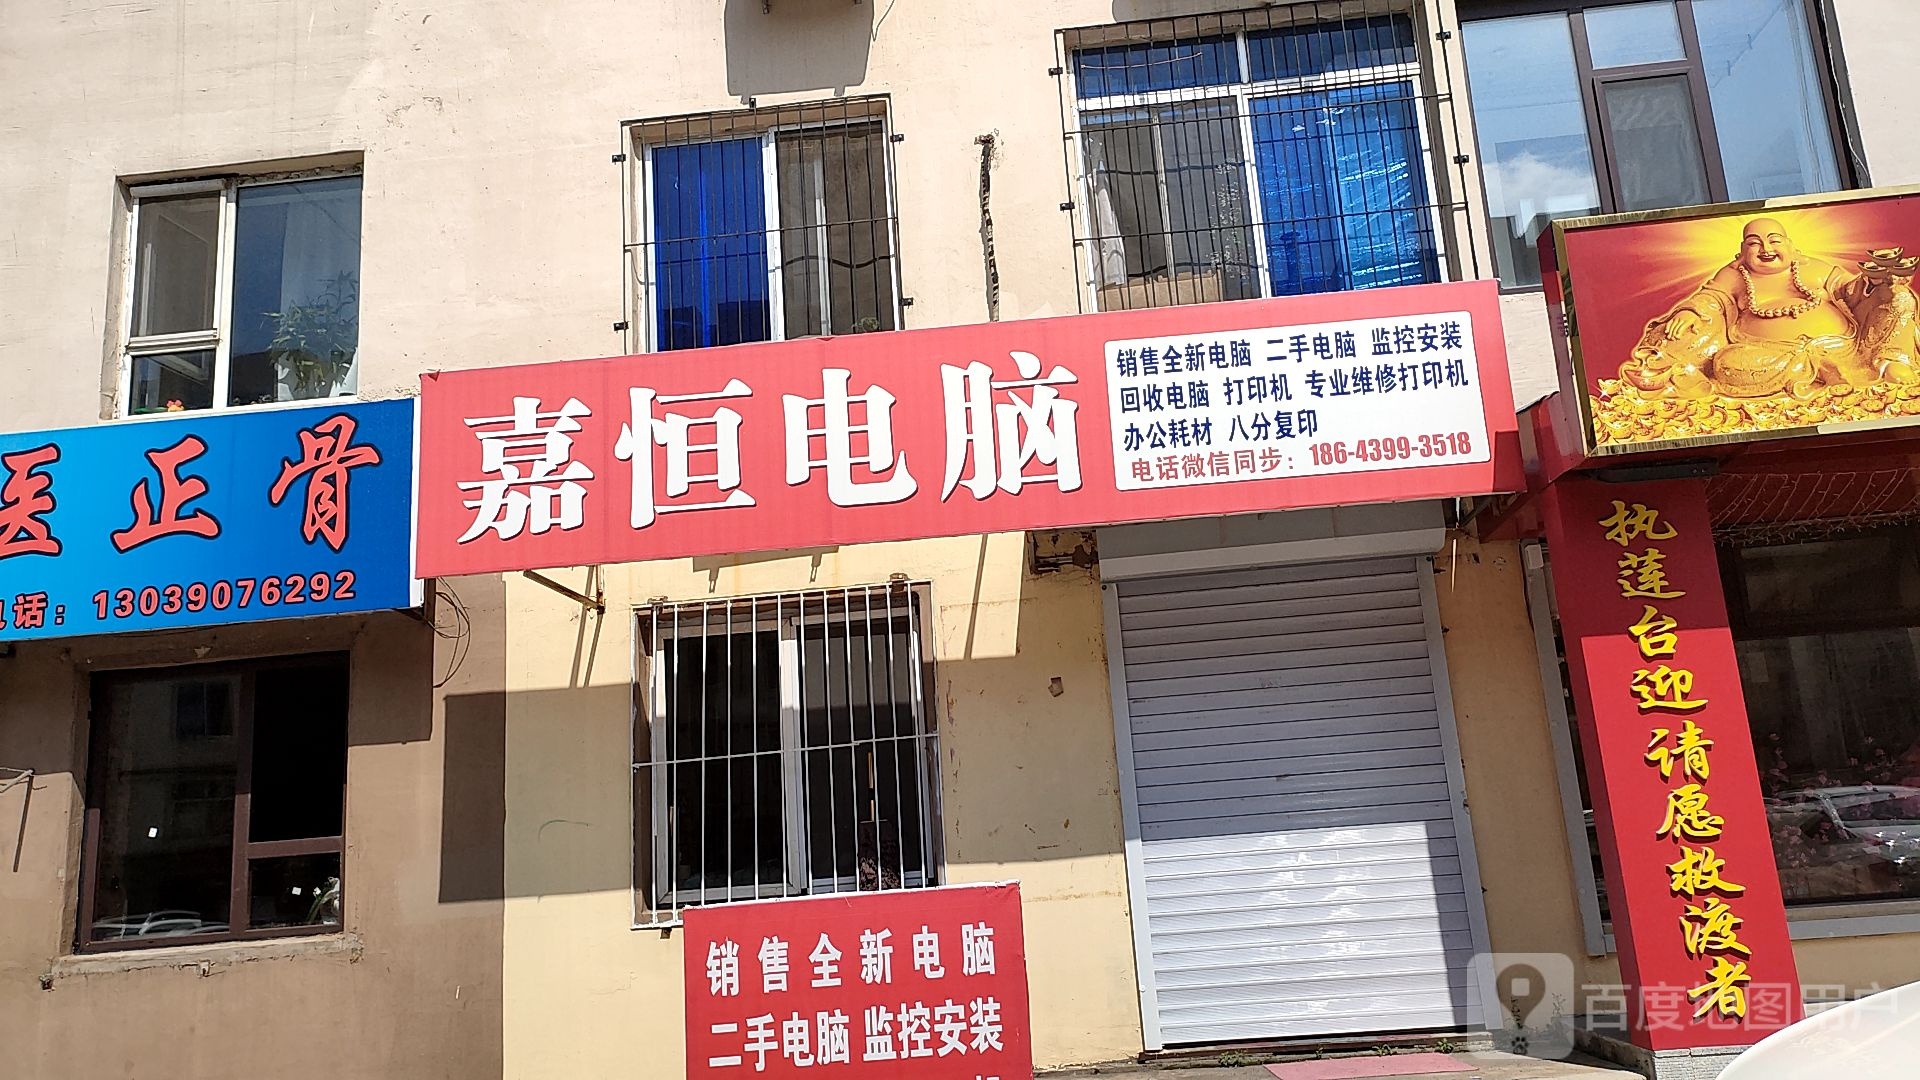 医正骨
话：13039076292
嘉恒电脑
销售全新电脑 二手电脑 监控安装
回收电脑 打印机 专业维修打印机
办公耗材 八分复印
电话微信同步：186-4399-3518
执莲台迎请愿救渡者
销售全新电脑
二手电脑 监控安装
百度地图用户